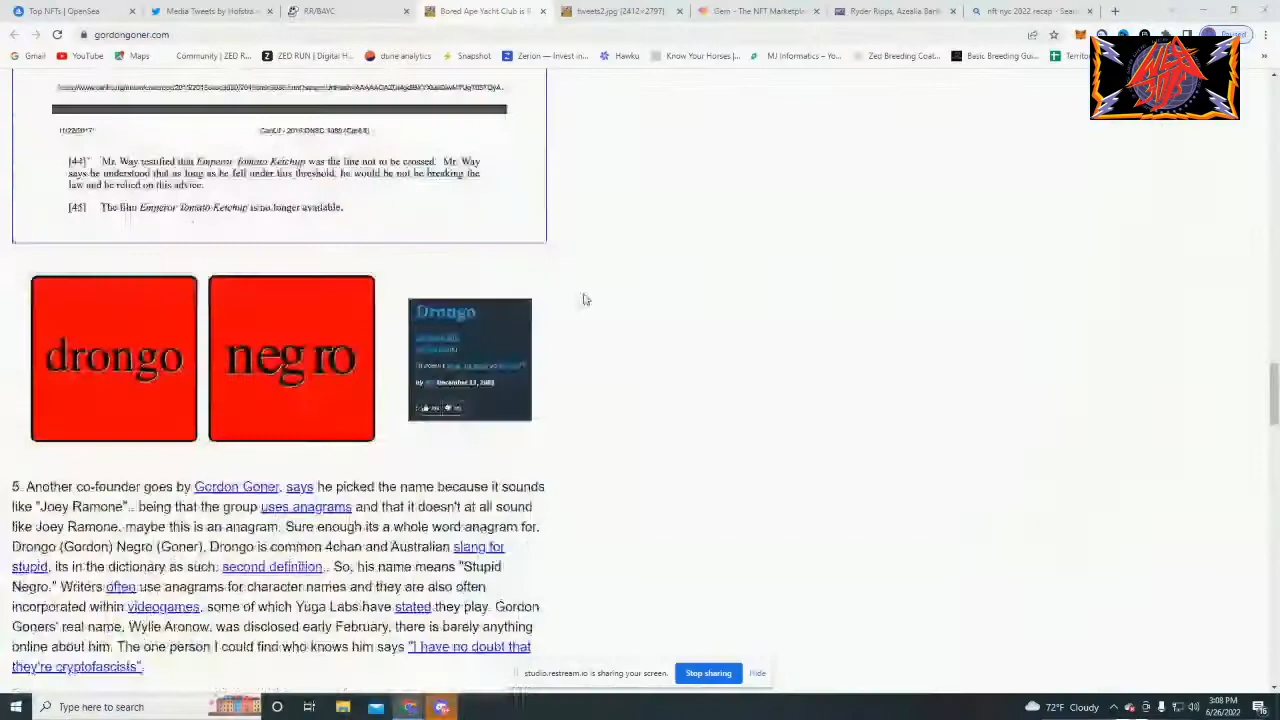 Top NFTs | OpenSea
Media Tweets by Hofstra
RR/BAYC
Bored Ape Yacht Club is R
tweets2.jpg (2412×2797)
Gem - The NFT Marketpl
Ryder Ripps, Azealia Bank
nft nyc 2022 recap - Sear
gordongoner.com
Paused
Gmail
YouTube
Maps
Community | ZED R...
ZED RUN | Digital H...
one analytics
Snapshot
Zerion – Invest in...
Hawku
Know Your Horses |...
MJ Informatics – Yo...
Zed Breeding Coat...
Basic Breeding Guid...
Territor
[44] Mr. Way testified that Emperor Tomato Ketchup was the line not to be crossed. Mr. Way
says he understood that as long as he fell under this threshold, he would be not be breaking the
law and he relied on this advice.
[45] The film Emperor Tomato Ketchup is no longer available.
drongo
negro
Drongo
by December 13, 2003
5. Another co-founder goes by Gordon Goner, says he picked the name because it sounds
like "Joey Ramone".. being that the group uses anagrams and that it doesn't at all sound
like Joey Ramone, maybe this is an anagram. Sure enough its a whole word anagram for,
Drongo (Gordon) Negro (Goner). Drongo is common 4chan and Australian slang for
stupid, its in the dictionary as such, second definition.. So, his name means "Stupid
Negro." Writers often use anagrams for character names and they are also often
incorporated within videogames, some of which Yuga Labs have stated they play. Gordon
Goners' real name, Wylie Aronow, was disclosed early February, there is barely anything
online about him. The one person I could find who knows him says "I have no doubt that
they're cryptofascists".
studio.restream.io is sharing your screen.
Stop sharing
Hide
Type here to search
72°F Cloudy
3:08 PM
6/26/2022